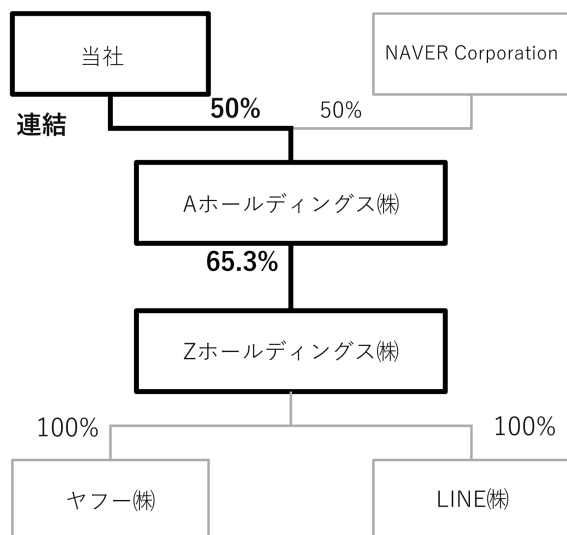 当社
NAVER Corporation
50%
50%
連結
Aホールディングス㈱
65.3%
Zホールディングス㈱
100%
100%
ヤフー㈱
LINE㈱